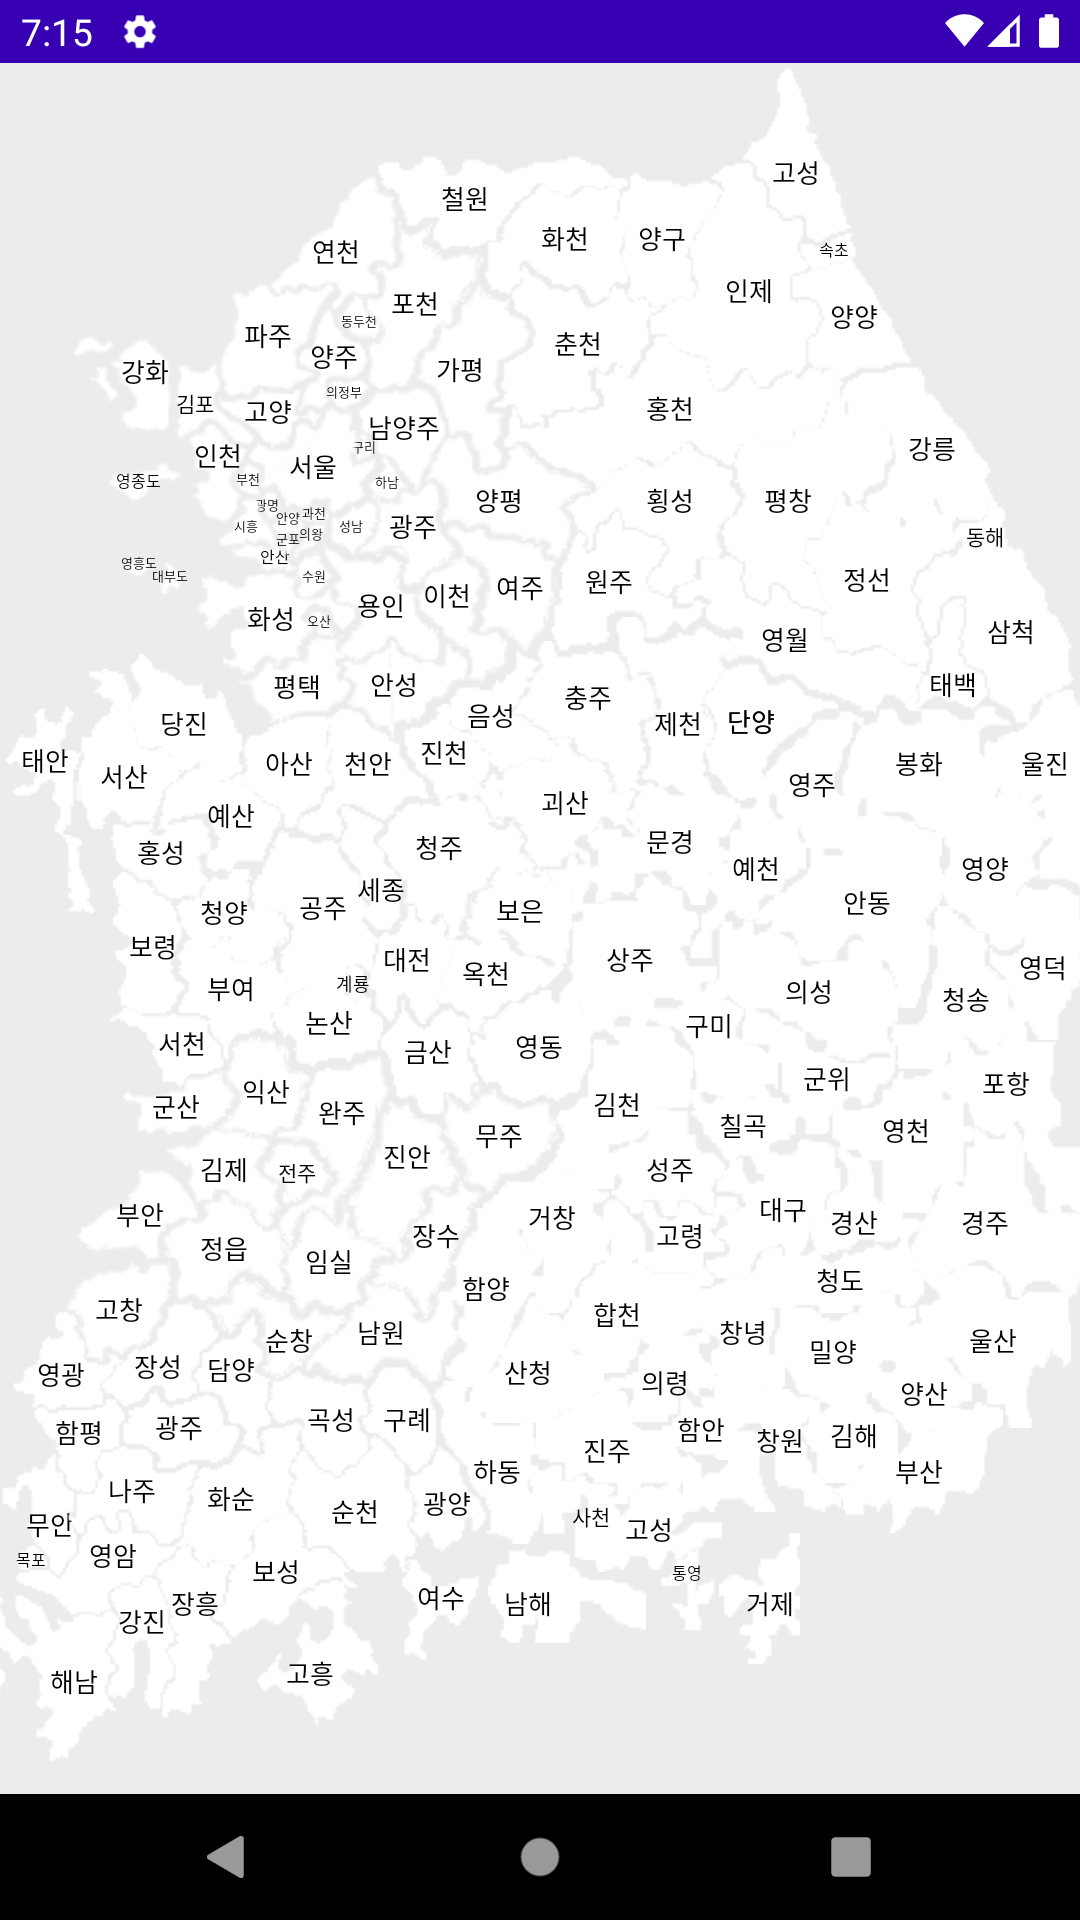 7:15
고성
철원
화천
양구
속초
연천
인제
포천
양양
동두천
파주
양주
춘천
가평
강화
의정부
김포
고양
홍천
남양주
구리
강릉
인천
서울
영종도
부천
하남
양평
횡성
평창
광명
과천
안양
시흥
성남
광주
의왕
군포
동해
안산
영흥도
대부도
수원
정선
원주
여주
이천
용인
화성
오산
삼척
영월
평택
안성
태백
충주
음성
당진
제천
단양
진천
태안
서산
아산
천안
봉화
울진
영주
괴산
예산
문경
청주
홍성
예천
영양
세종
안동
공주
청양
보은
보령
대전
상주
영덕
옥천
계룡
부여
의성
청송
논산
구미
서천
금산
영동
군위
포항
익산
군산
김천
완주
칠곡
영천
무주
진안
김제
전주
성주
대구
부안
거창
경산
경주
장수
고령
정읍
임실
청도
함양
고창
합천
남원
창녕
순창
울산
밀양
장성
담양
영광
산청
의령
양산
곡성
구례
광주
함평
함안
창원
김해
진주
하동
부산
나주
화순
광양
순천
사천
무안
고성
영암
목포
보성
통영
여수
장흥
남해
거제
강진
고흥
해남